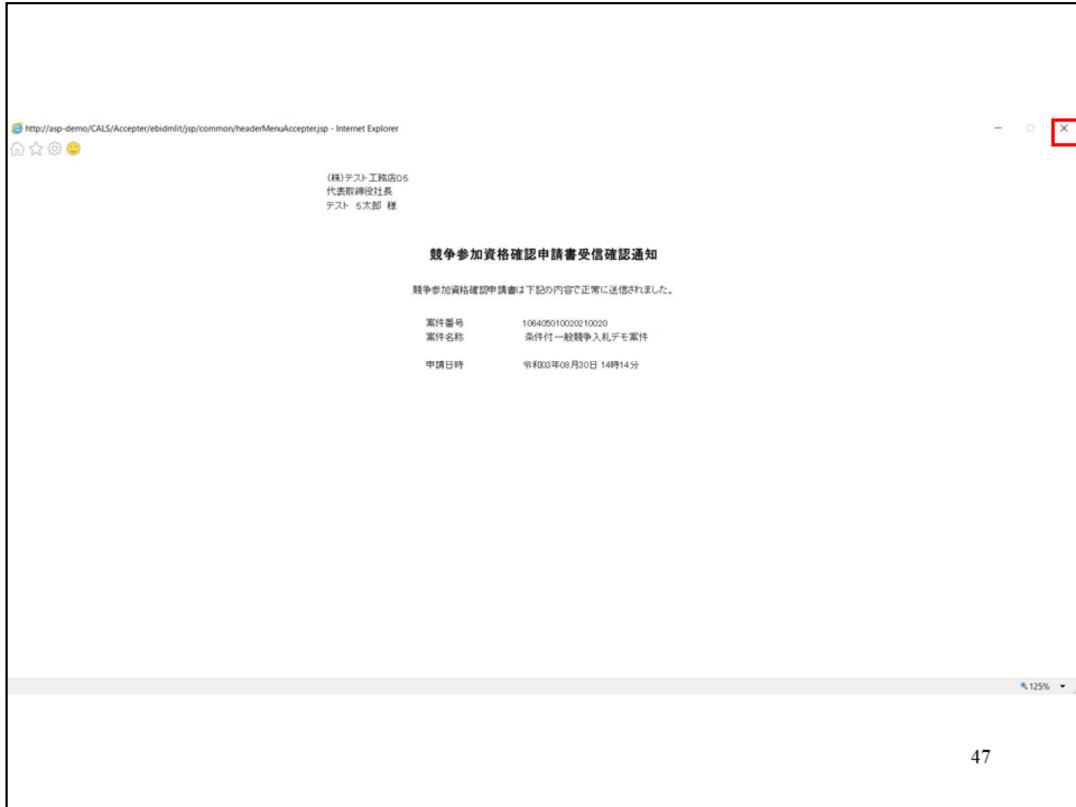 http://asp-demo/CALS/Accepter/ebidmlit/jsp/common/headerMenuAccepter.jsp - Internet Explorer
(株)テスト工務店05
代表取締役社長
テスト 5太郎 様
競争参加資格確認申請書受信確認通知
競争参加資格確認申請書は下記の内容で正常に送信されました。
案件番号 106405010020210020
案件名称 条件付一般競争入札デモ案件
申請日時 令和03年08月30日 14時14分
125%
47